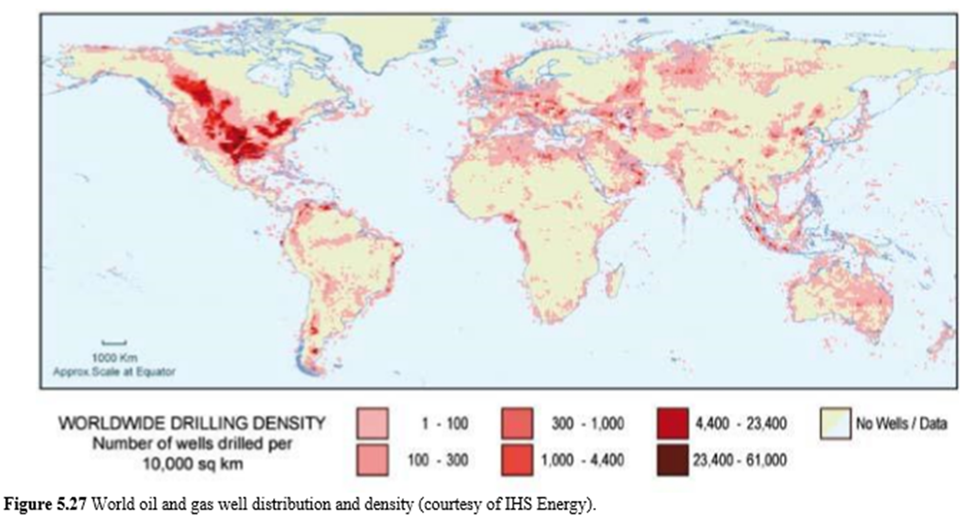 1000 Km
Approx.Scale at Equator
WORLDWIDE DRILLING DENSITY
Number of wells drilled per
10,000 sq km
1 - 100
100 - 300
300 - 1,000
1,000 - 4,400
4,400 - 23,400
23,400 - 61,000
No Wells / Data
Figure 5.27 World oil and gas well distribution and density (courtesy of IHS Energy).